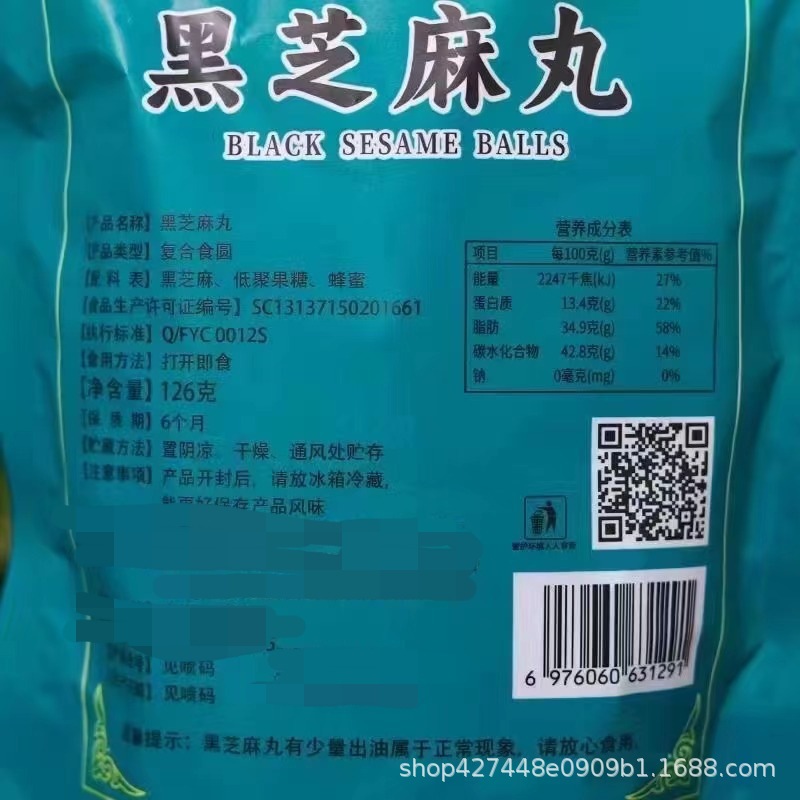 黑芝麻丸
BLACK SESAME BALLS
【产品名称】黑芝麻丸
【产品类型】复合食圆
【配 料 表】黑芝麻、低聚果糖、蜂蜜
【食品生产许可证编号】SC13137150201661
【执行标准】Q/FYC 0012S
【食用方法】打开即食
【净含量】126克
【保 质 期】6个月
【贮藏方法】置阴凉、干燥、通风处贮存
【注意事项】产品开封后，请放冰箱冷藏，
能更好保存产品风味
见喷码
见喷码
营养成分表
项目 每100克(g) 营养素参考值%
能量 2247千焦(kJ) 27%
蛋白质 13.4克(g) 22%
脂肪 34.9克(g) 58%
碳水化合物 42.8克(g) 14%
钠 0毫克(mg) 0%
6 976060 631291
提示：黑芝麻丸有少量出油属于正常现象，请放心食用。
shop427448e0909b1.1688.com